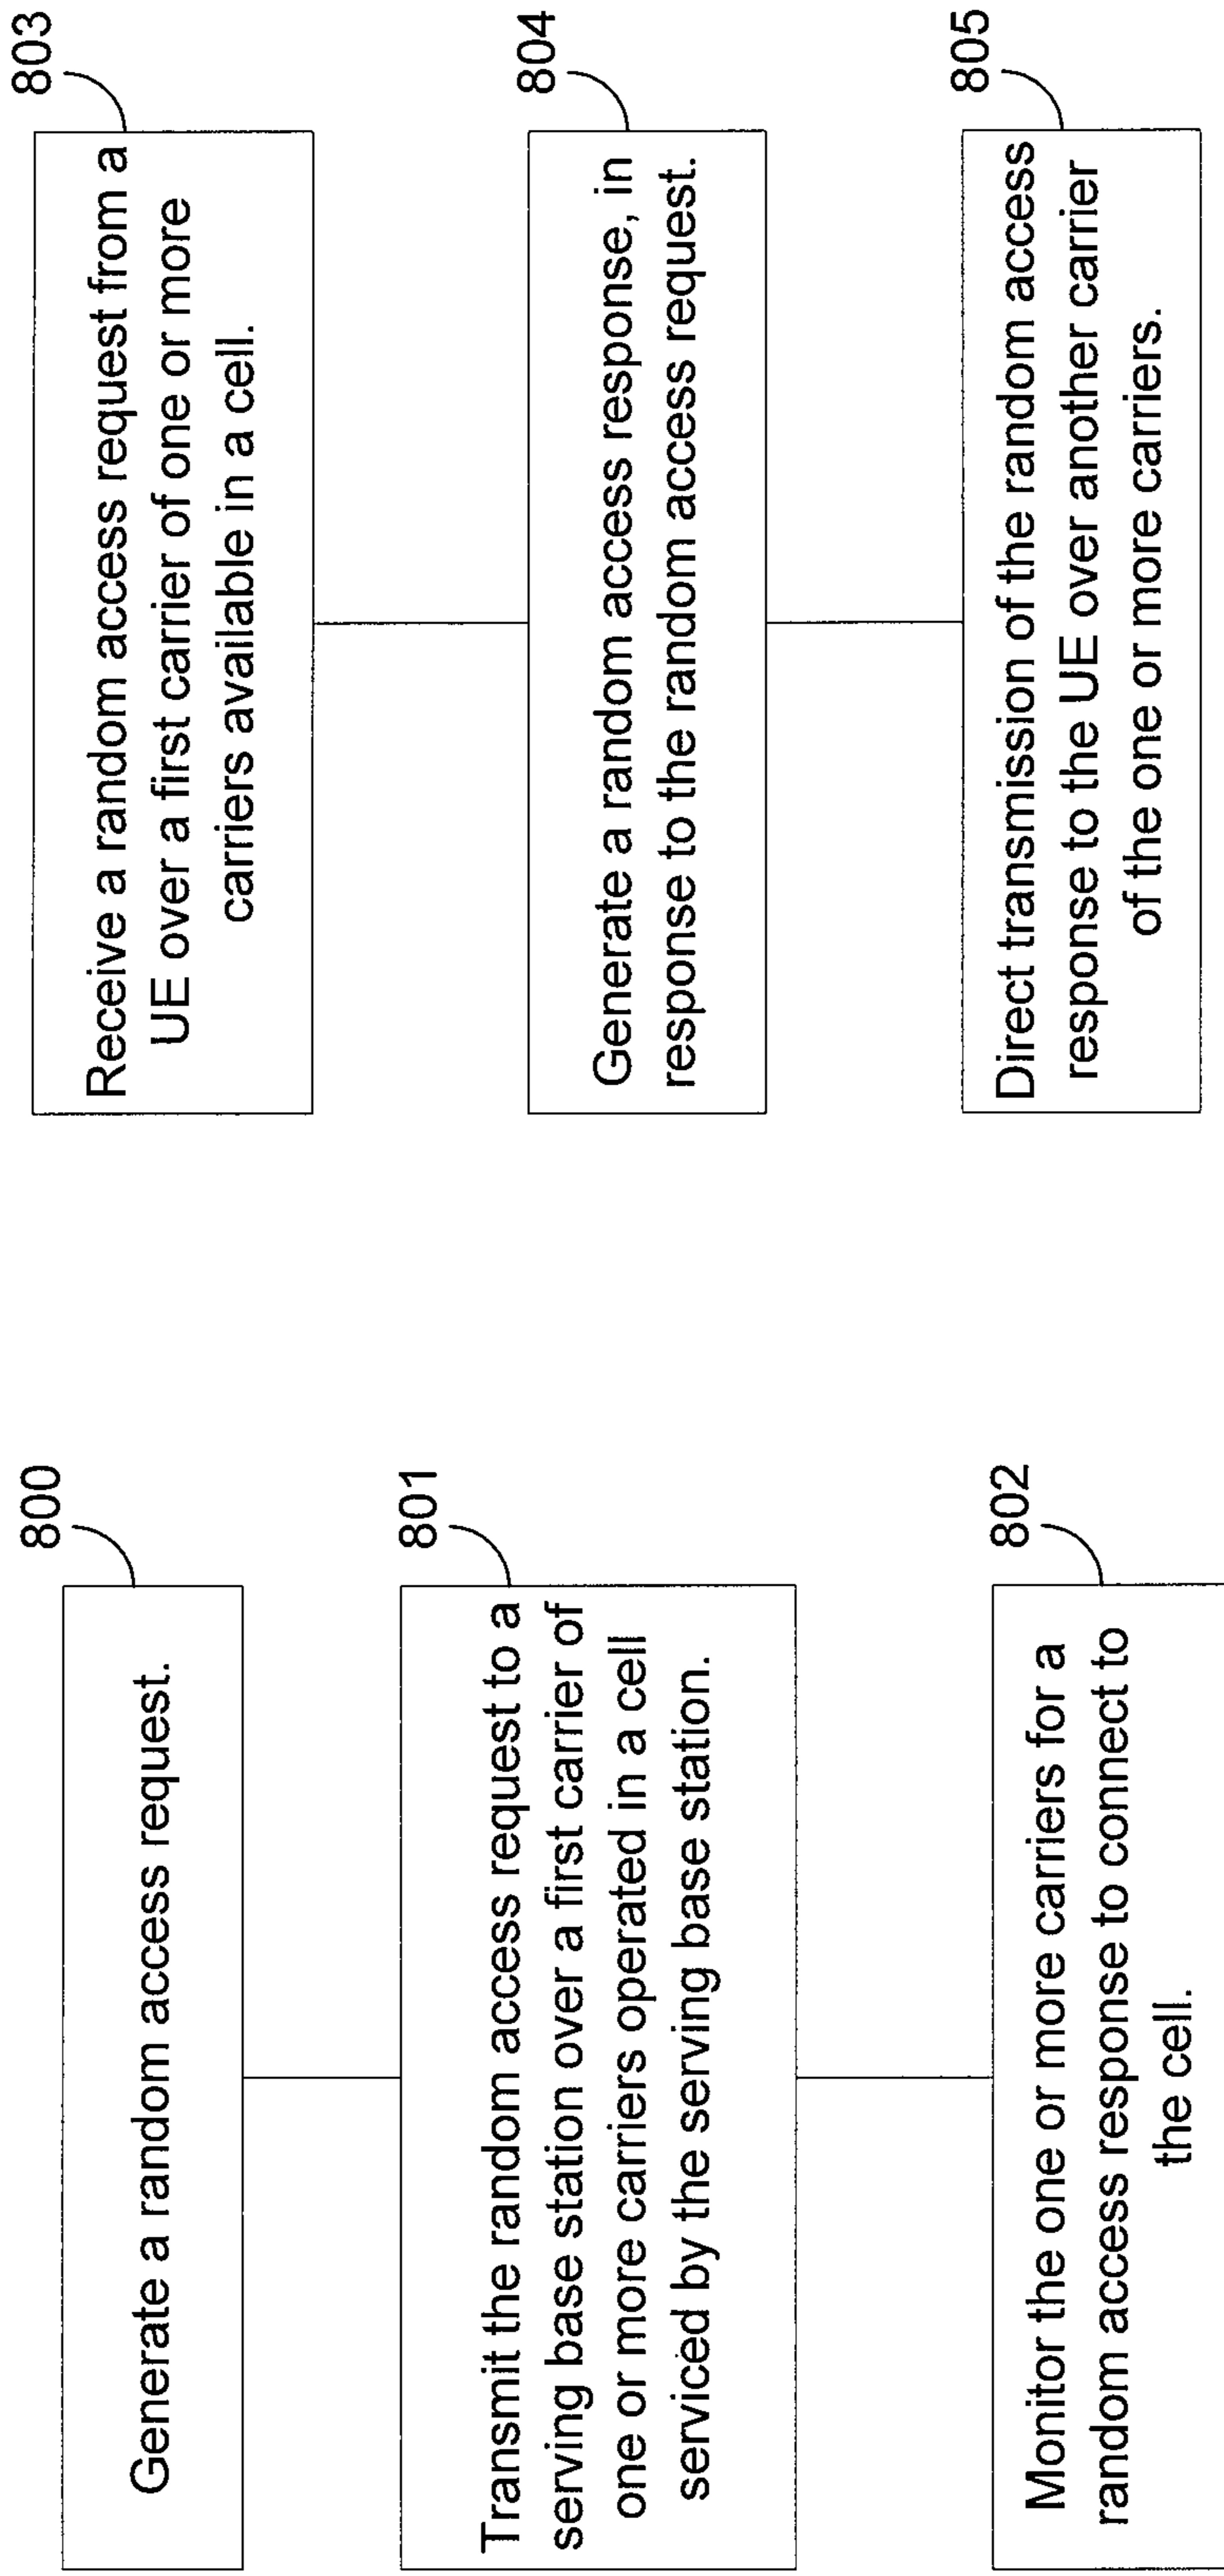 800
Generate a random access request.
801
Transmit the random access request to a
serving base station over a first carrier of
one or more carriers operated in a cell
serviced by the serving base station.
802
Monitor the one or more carriers for a
random access response to connect to
the cell.
803
Receive a random access request from a
UE over a first carrier of one or more
carriers available in a cell.
804
Generate a random access response, in
response to the random access request.
805
Direct transmission of the random access
response to the UE over another carrier
of the one or more carriers.